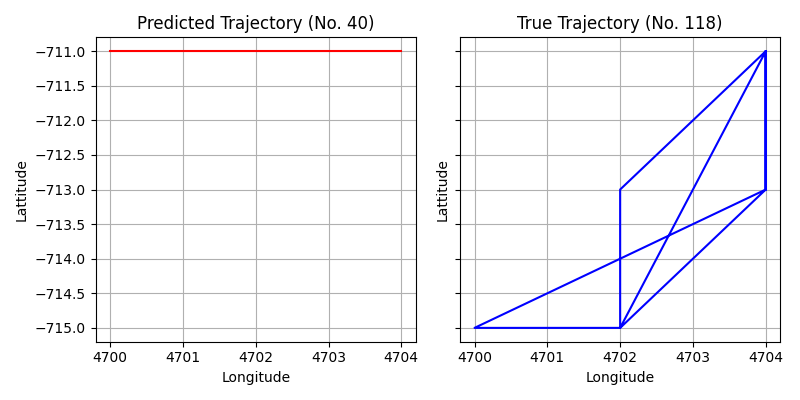 Predicted Trajectory (No. 40)
True Trajectory (No. 118)
−711.0
−711.5
−712.0
−712.5
−713.0
−713.5
−714.0
−714.5
−715.0
Lattitude
Lattitude
4700 4701 4702 4703 4704
4700 4701 4702 4703 4704
Longitude
Longitude